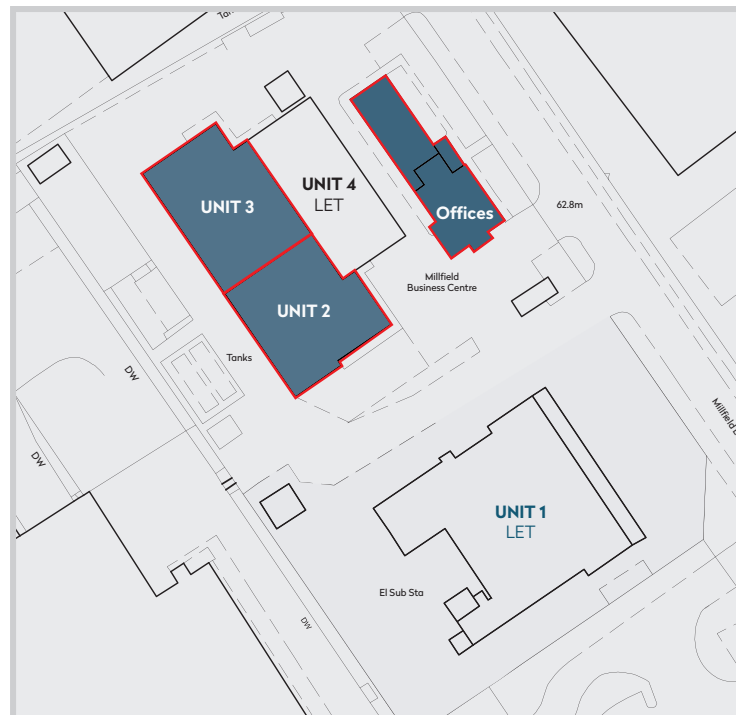 UNIT 4
LET
UNIT 3
62.8m
Offices
Millfield
Business Centre
UNIT 2
Tanks
DW
DW
UNIT 1
LET
El Sub Sta
DW